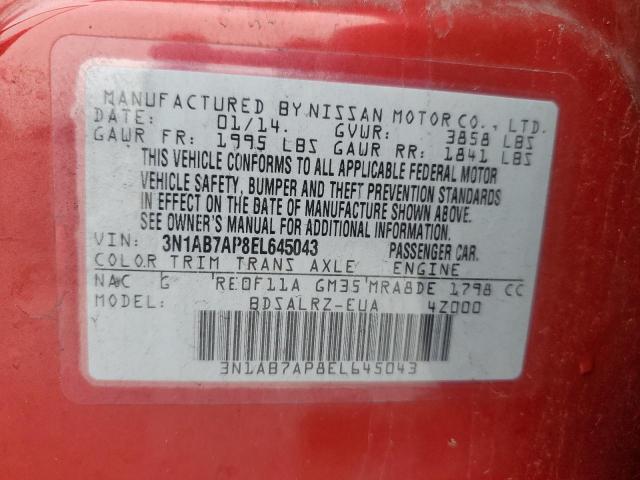 MANUFACTURED BY NISSAN MOTOR CO., LTD.
DATE: 01/14. GVWR: 3858 LBS
GAWR FR: 1995 LBS GAWR RR: 1841 LBS
THIS VEHICLE CONFORMS TO ALL APPLICABLE FEDERAL MOTOR
VEHICLE SAFETY, BUMPER AND THEFT PREVENTION STANDARDS
IN EFFECT ON THE DATE OF MANUFACTURE SHOWN ABOVE.
SEE OWNER'S MANUAL FOR ADDITIONAL INFORMATION.
VIN: 3N1AB7AP8EL645043 PASSENGER CAR.
COLOR TRIM TRANS AXLE ENGINE
NAC G RE0F11A GM35 MRA8DE 1798 CC
MODEL: BDSALRZ-EUA 4Z000
3N1AB7AP8EL645043